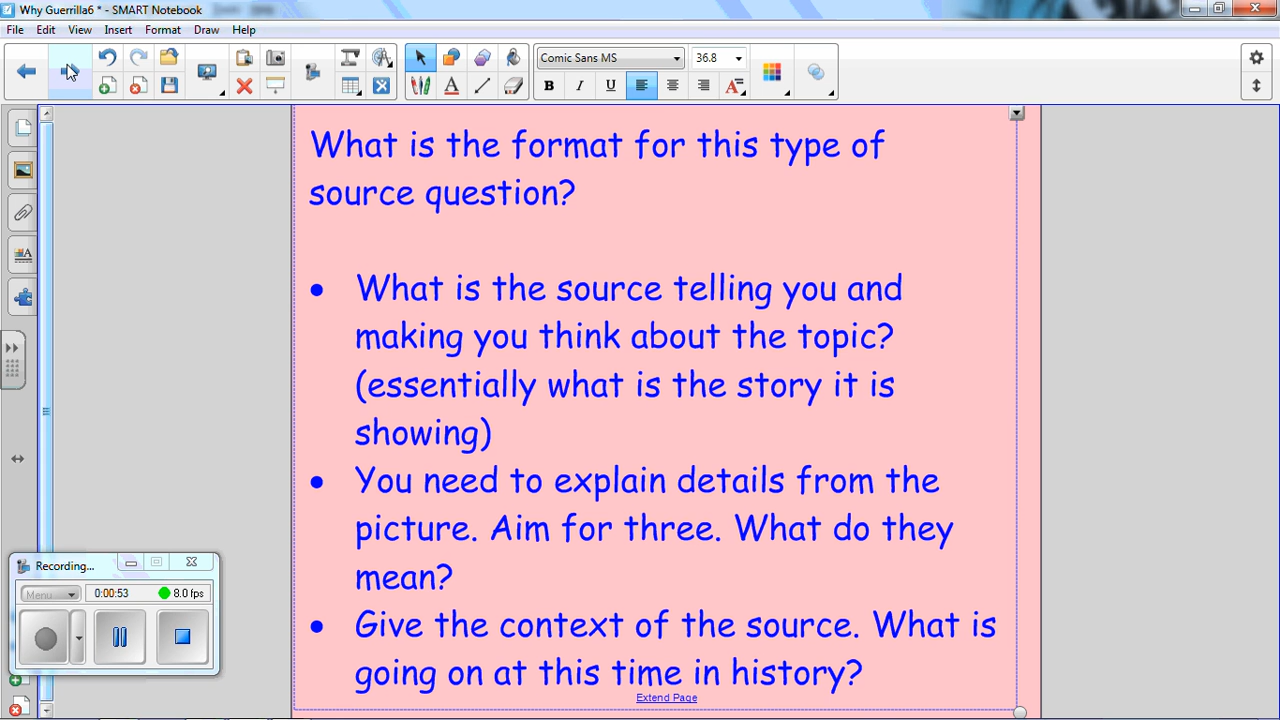 Why Guerrilla6 * - SMART Notebook
File Edit View Insert Format Draw Help
Comic Sans MS 36.8
B I U
What is the format for this type of
source question?
• What is the source telling you and
making you think about the topic?
(essentially what is the story it is
showing)
• You need to explain details from the
picture. Aim for three. What do they
mean?
• Give the context of the source. What is
going on at this time in history?
Extend Page
Recording...
Menu 0:00:53 8.0 fps